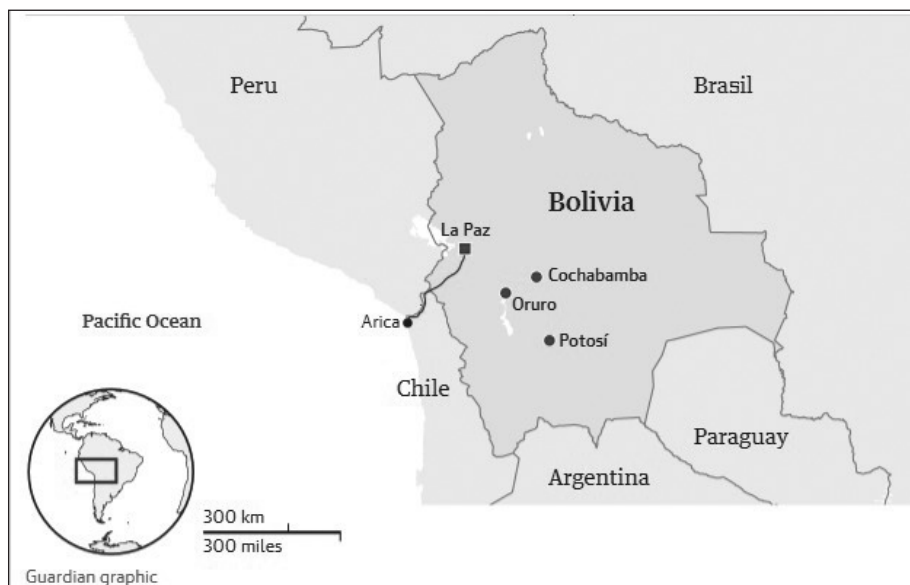 Peru
Brasil
Bolivia
La Paz
Cochabamba
Oruro
Pacific Ocean
Arica
Potosí
Chile
Paraguay
Argentina
300 km
300 miles
Guardian graphic